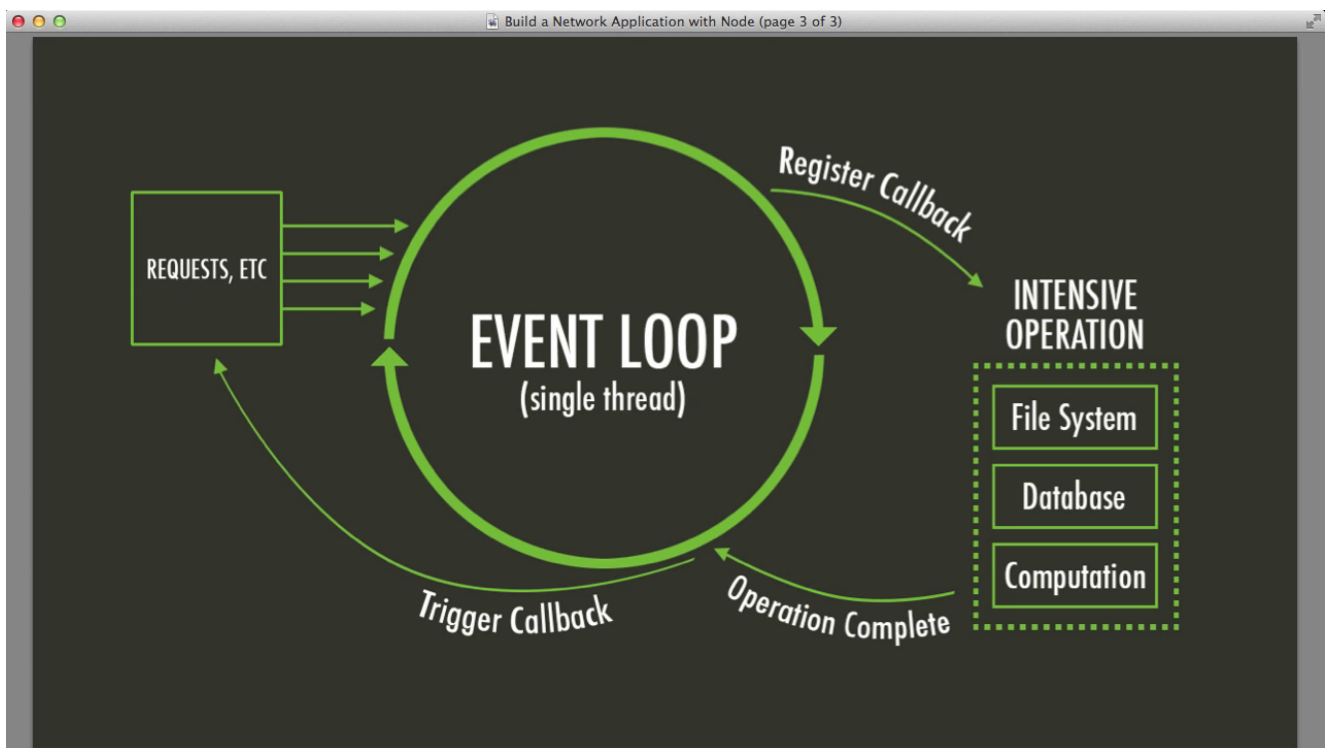 Build a Network Application with Node (page 3 of 3)
Register Callback
REQUESTS, ETC
EVENT LOOP
(single thread)
INTENSIVE
OPERATION
File System
Database
Computation
Operation Complete
Trigger Callback